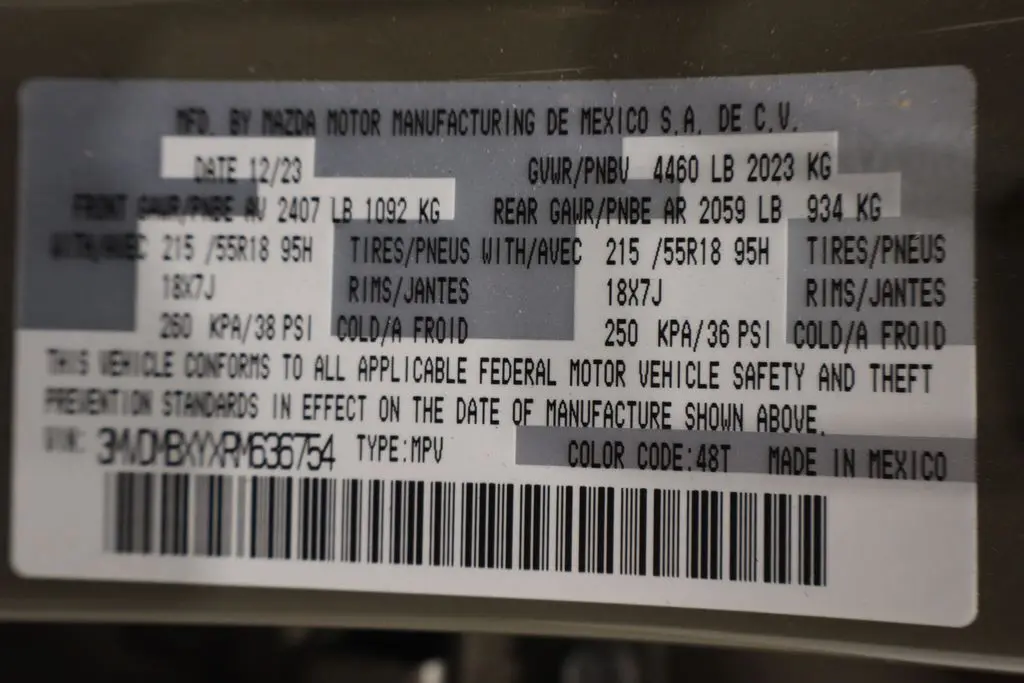 MFD. BY MAZDA MOTOR MANUFACTURING DE MEXICO S.A. DE C.V.
DATE 12/23 GVWR/PNBV 4460 LB 2023 KG
FRONT GAWR/PNBE AV 2407 LB 1092 KG REAR GAWR/PNBE AR 2059 LB 934 KG
WITH/AVEC 215 /55R18 95H TIRES/PNEUS WITH/AVEC 215 /55R18 95H TIRES/PNEUS
18X7J RIMS/JANTES 18X7J RIMS/JANTES
260 KPA/38 PSI COLD/A FROID 250 KPA/36 PSI COLD/A FROID
THIS VEHICLE CONFORMS TO ALL APPLICABLE FEDERAL MOTOR VEHICLE SAFETY AND THEFT
PREVENTION STANDARDS IN EFFECT ON THE DATE OF MANUFACTURE SHOWN ABOVE.
VIN: 3MVDMBXYXRM636754 TYPE:MPV COLOR CODE:48T MADE IN MEXICO